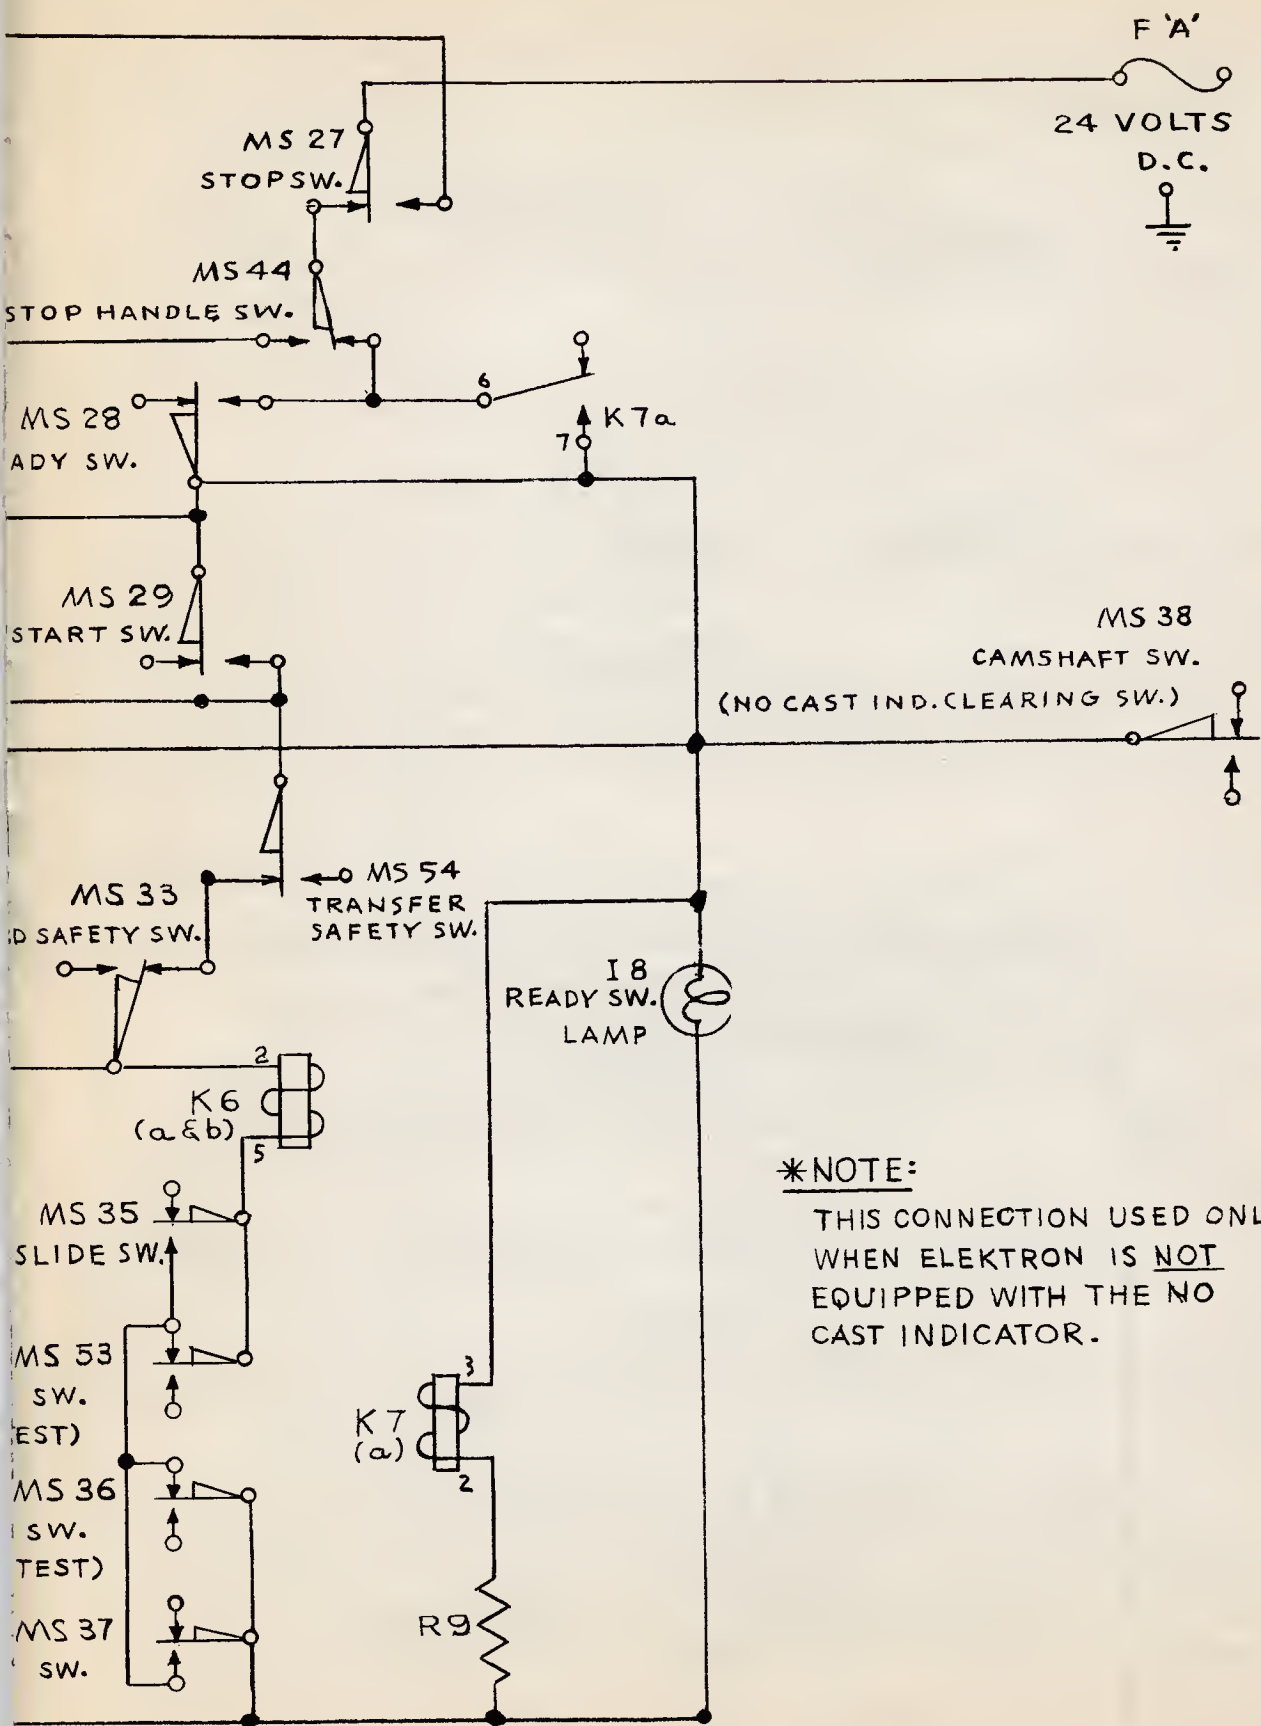 F 'A'
24 VOLTS
D.C.
MS 27
STOP SW.
MS 44
STOP HANDLE SW.
6
K 7a
7
MS 28
ADY SW.
MS 29
START SW.
MS 38
CAMSHAFT SW.
(NO CAST IND. CLEARING SW.)
MS 54
TRANSFER
SAFETY SW.
MS 33
D SAFETY SW.
I 8
READY SW.
LAMP
2
K 6
(a & b)
5
*NOTE:
THIS CONNECTION USED ONL
WHEN ELEKTRON IS NOT
EQUIPPED WITH THE NO
CAST INDICATOR.
MS 35
SLIDE SW.
MS 53
SW.
EST)
3
K 7
(a)
2
MS 36
SW.
TEST)
R9
MS 37
SW.